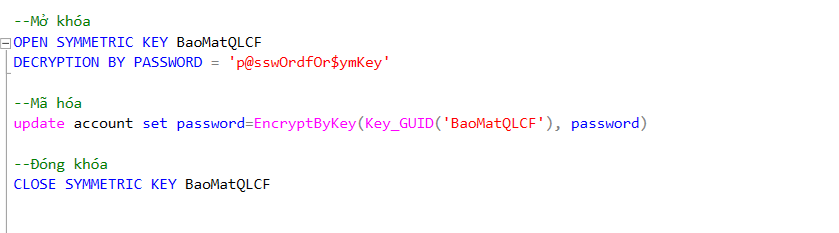 --Mở khóa
OPEN SYMMETRIC KEY BaoMatQLCF
DECRYPTION BY PASSWORD = 'p@sswOrdfOr$ymKey'
--Mã hóa
update account set password=EncryptByKey(Key_GUID('BaoMatQLCF'), password)
--Đóng khóa
CLOSE SYMMETRIC KEY BaoMatQLCF